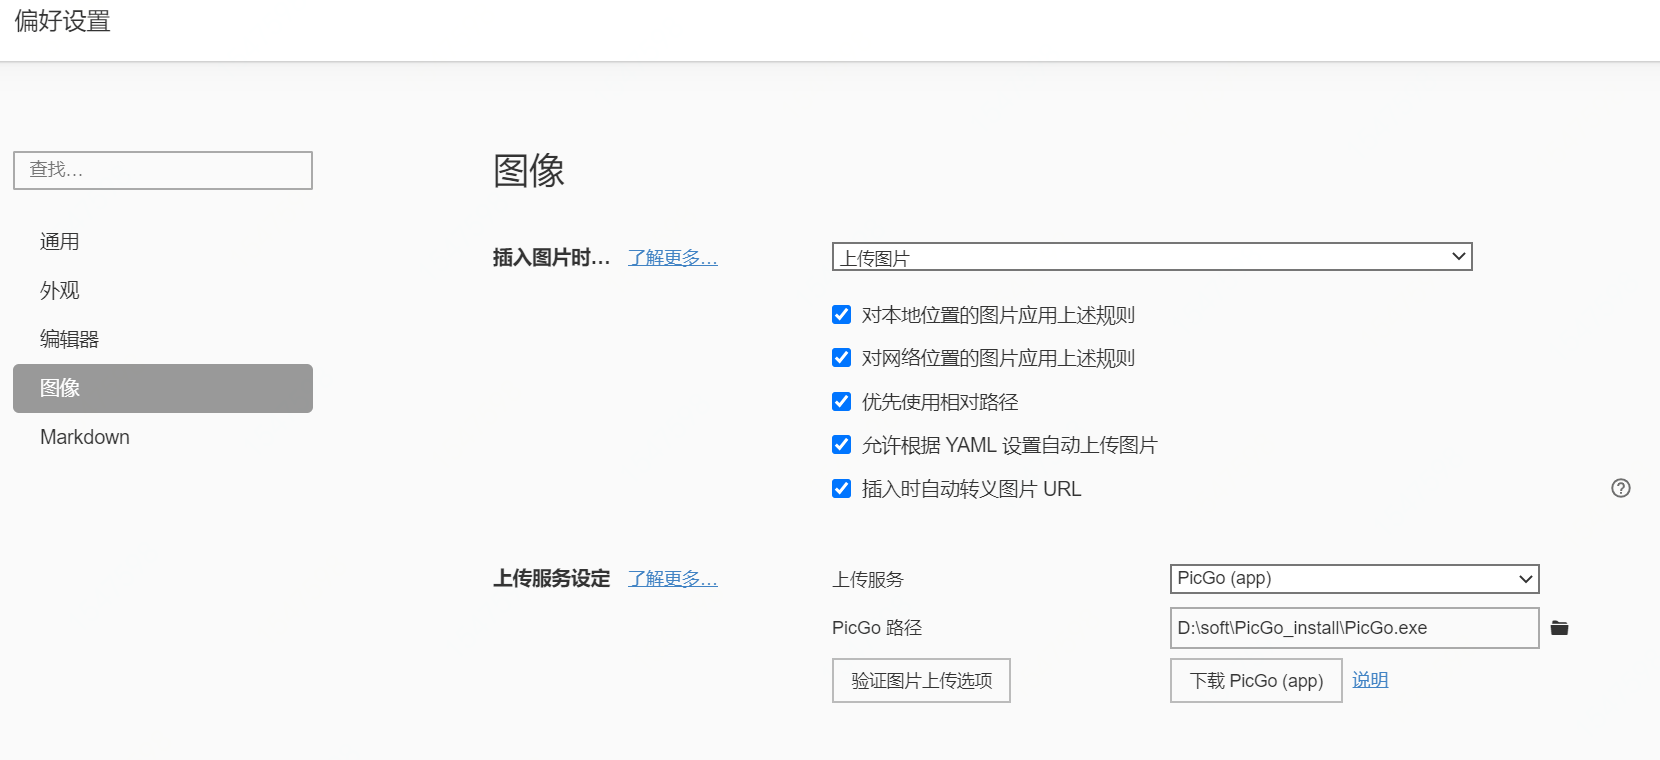 偏好设置
查找...
通用
外观
编辑器
图像
Markdown
图像
插入图片时... 了解更多... 上传图片
对本地位置的图片应用上述规则
对网络位置的图片应用上述规则
优先使用相对路径
允许根据 YAML 设置自动上传图片
插入时自动转义图片 URL
上传服务设定 了解更多... 上传服务 PicGo (app)
PicGo 路径 D:\soft\PicGo_install\PicGo.exe
验证图片上传选项 下载 PicGo (app) 说明